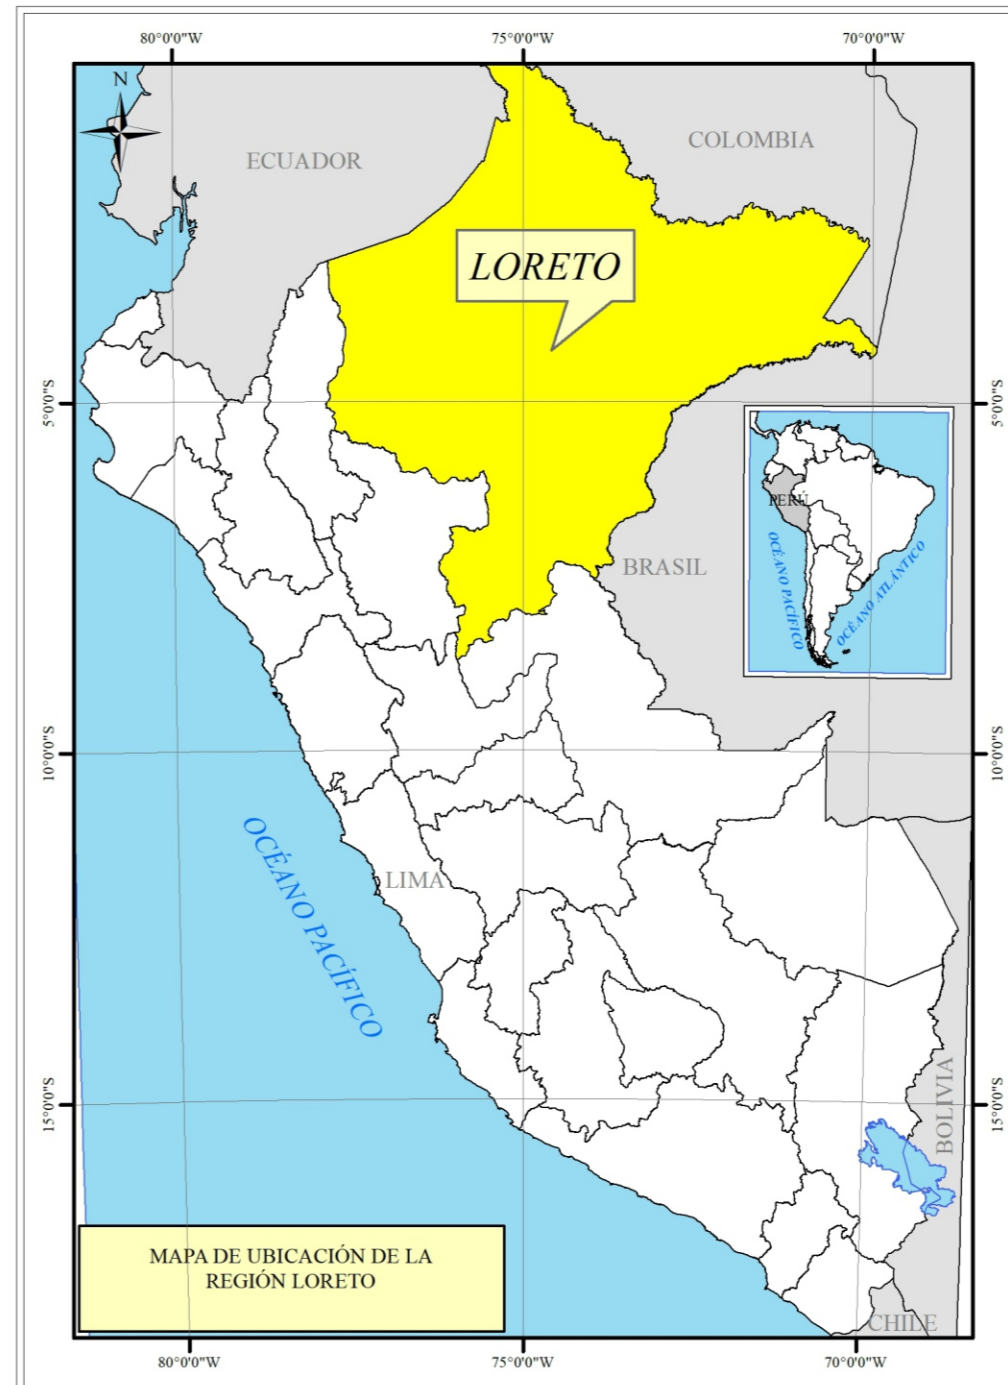 80°0'0"W
75°0'0"W
70°0'0"W
N
ECUADOR
COLOMBIA
LORETO
5°0'0"S
5°0'0"S
PERÚ
BRASIL
OCÉANO PACÍFICO
OCÉANO ATLÁNTICO
10°0'0"S
10°0'0"S
OCÉANO PACÍFICO
LIMA
15°0'0"S
15°0'0"S
BOLIVIA
MAPA DE UBICACIÓN DE LA
REGIÓN LORETO
CHILE
80°0'0"W
75°0'0"W
70°0'0"W